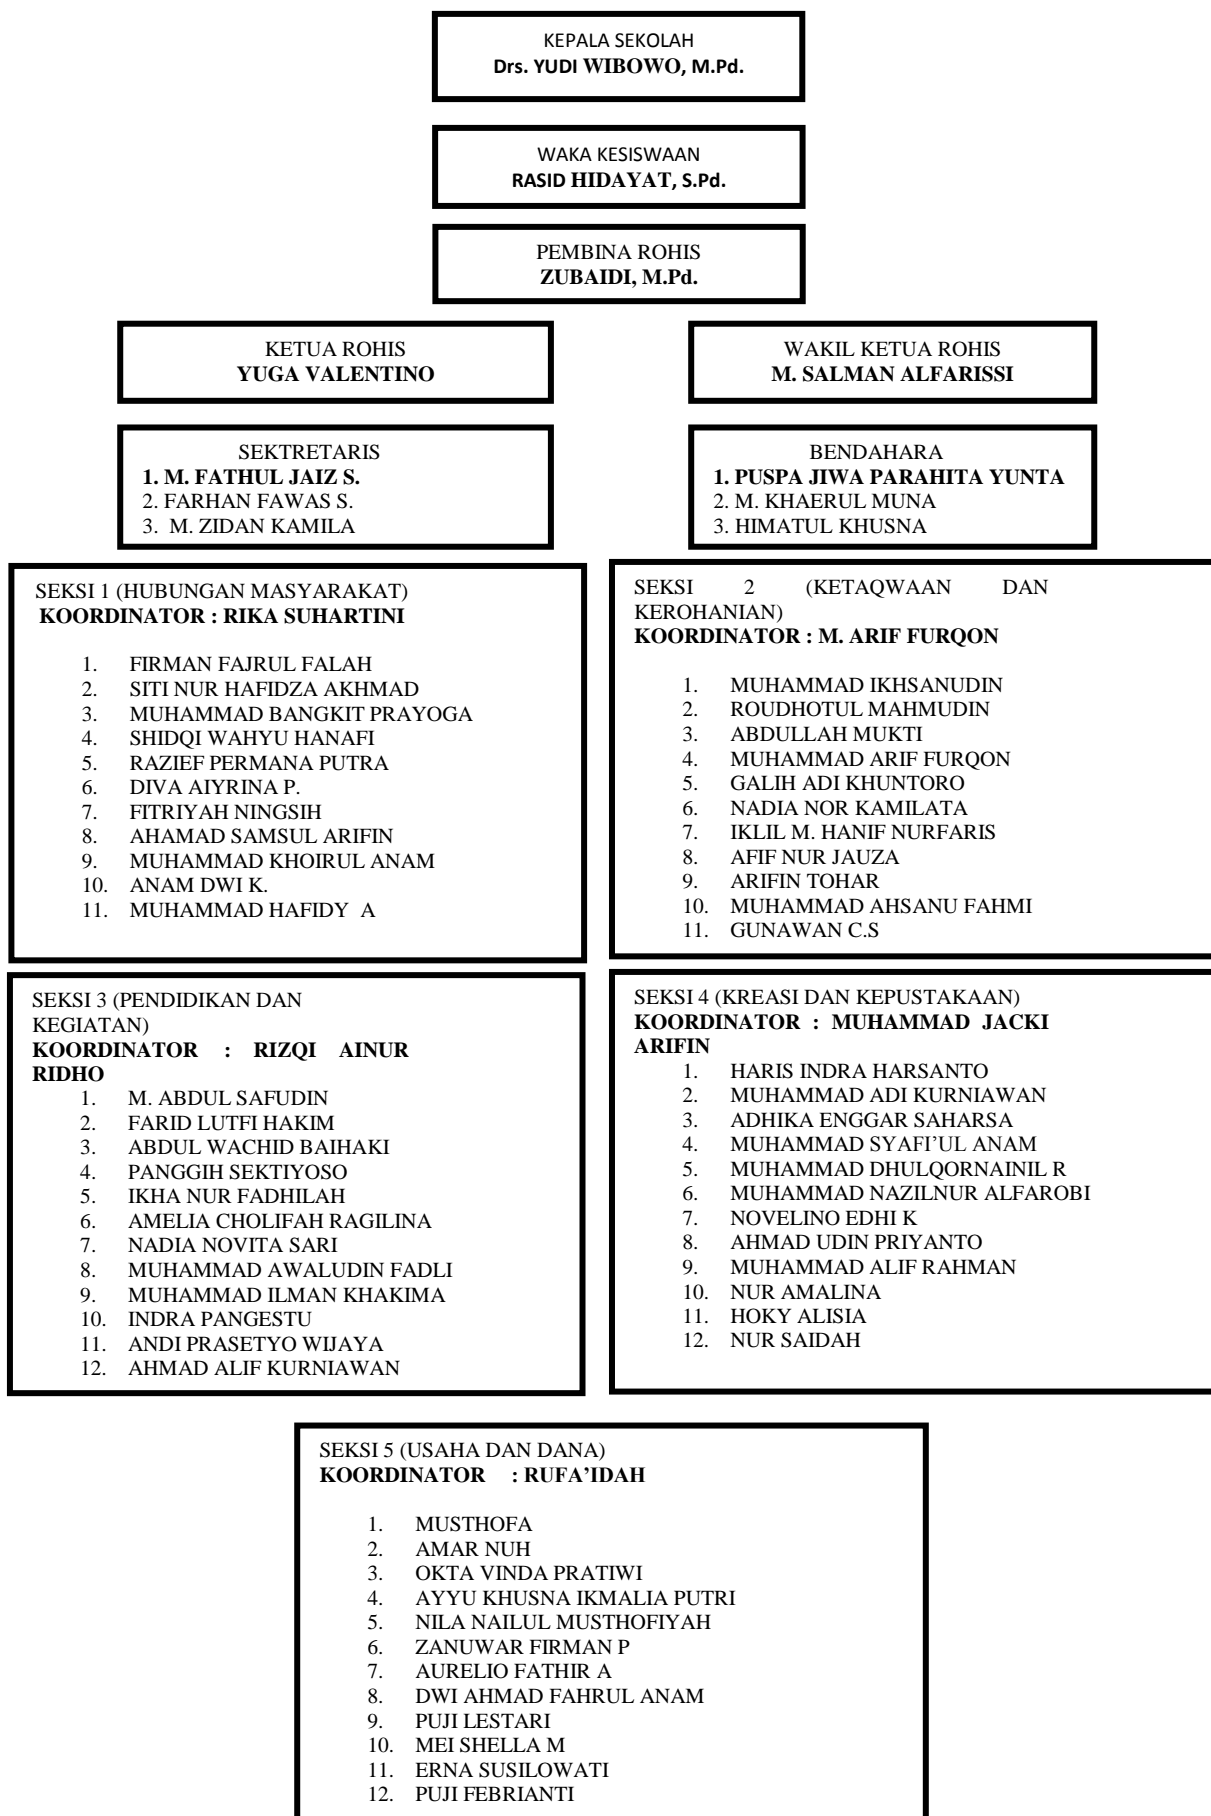 KEPALA SEKOLAH
Drs. YUDI WIBOWO, M.Pd.
WAKA KESISWAAN
RASID HIDAYAT, S.Pd.
PEMBINA ROHIS
ZUBAIDI, M.Pd.
KETUA ROHIS
YUGA VALENTINO
WAKIL KETUA ROHIS
M. SALMAN ALFARISSI
SEKTRETARIS
1. M. FATHUL JAIZ S.
2. FARHAN FAWAS S.
3. M. ZIDAN KAMILA
BENDAHARA
1. PUSPA JIWA PARAHITA YUNTA
2. M. KHAERUL MUNA
3. HIMATUL KHUSNA
SEKSI 1 (HUBUNGAN MASYARAKAT)
KOORDINATOR : RIKA SUHARTINI
1. FIRMAN FAJRUL FALAH
2. SITI NUR HAFIDZA AKHMAD
3. MUHAMMAD BANGKIT PRAYOGA
4. SHIDQI WAHYU HANAFI
5. RAZIEF PERMANA PUTRA
6. DIVA AIYRINA P.
7. FITRIYAH NINGSIH
8. AHAMAD SAMSUL ARIFIN
9. MUHAMMAD KHOIRUL ANAM
10. ANAM DWI K.
11. MUHAMMAD HAFIDY A
SEKSI 2 (KETAQWAAN DAN
KEROHANIAN)
KOORDINATOR : M. ARIF FURQON
1. MUHAMMAD IKHSANUDIN
2. ROUDHOTUL MAHMUDIN
3. ABDULLAH MUKTI
4. MUHAMMAD ARIF FURQON
5. GALIH ADI KHUNTORO
6. NADIA NOR KAMILATA
7. IKLIL M. HANIF NURFARIS
8. AFIF NUR JAUZA
9. ARIFIN TOHAR
10. MUHAMMAD AHSANU FAHMI
11. GUNAWAN C.S
SEKSI 3 (PENDIDIKAN DAN
KEGIATAN)
KOORDINATOR : RIZQI AINUR
RIDHO
1. M. ABDUL SAFUDIN
2. FARID LUTFI HAKIM
3. ABDUL WACHID BAIHAKI
4. PANGGIH SEKTIYOSO
5. IKHA NUR FADHILAH
6. AMELIA CHOLIFAH RAGILINA
7. NADIA NOVITA SARI
8. MUHAMMAD AWALUDIN FADLI
9. MUHAMMAD ILMAN KHAKIMA
10. INDRA PANGESTU
11. ANDI PRASETYO WIJAYA
12. AHMAD ALIF KURNIAWAN
SEKSI 4 (KREASI DAN KEPUSTAKAAN)
KOORDINATOR : MUHAMMAD JACKI
ARIFIN
1. HARIS INDRA HARSANTO
2. MUHAMMAD ADI KURNIAWAN
3. ADHIKA ENGGAR SAHARSA
4. MUHAMMAD SYAFI’UL ANAM
5. MUHAMMAD DHULQORNAINIL R
6. MUHAMMAD NAZILNUR ALFAROBI
7. NOVELINO EDHI K
8. AHMAD UDIN PRIYANTO
9. MUHAMMAD ALIF RAHMAN
10. NUR AMALINA
11. HOKY ALISIA
12. NUR SAIDAH
SEKSI 5 (USAHA DAN DANA)
KOORDINATOR : RUFA’IDAH
1. MUSTHOFA
2. AMAR NUH
3. OKTA VINDA PRATIWI
4. AYYU KHUSNA IKMALIA PUTRI
5. NILA NAILUL MUSTHOFIYAH
6. ZANUWAR FIRMAN P
7. AURELIO FATHIR A
8. DWI AHMAD FAHRUL ANAM
9. PUJI LESTARI
10. MEI SHELLA M
11. ERNA SUSILOWATI
12. PUJI FEBRIANTI